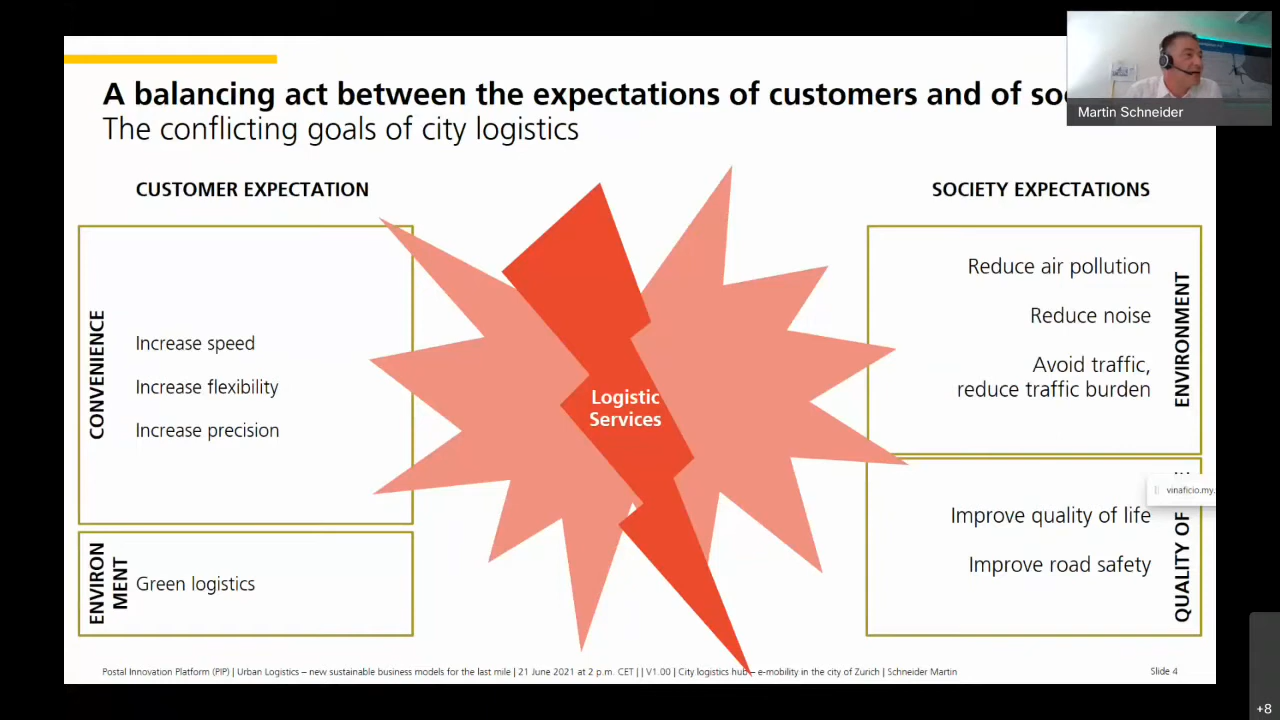 A balancing act between the expectations of customers and of
The conflicting goals of city logistics
Martin Schneider
CUSTOMER EXPECTATION
SOCIETY EXPECTATIONS
CONVENIENCE
Increase speed
Increase flexibility
Increase precision
ENVIRON
MENT
Green logistics
Logistic
Services
Reduce air pollution
Reduce noise
Avoid traffic,
reduce traffic burden
ENVIRONMENT
Improve quality of life
Improve road safety
QUALITY OF
vinaficio.my.
Postal Innovation Platform (PIP) | Urban Logistics – new sustainable business models for the last mile | 21 June 2021 at 2 p.m. CET | | V1.00 | City logistics hub – e-mobility in the city of Zurich | Schneider Martin
Slide 4
+8